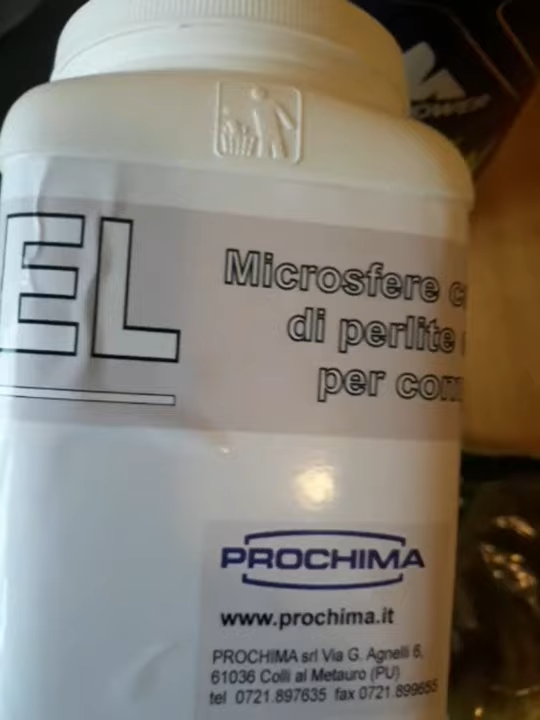 EL
Microsfere
di perlite
per
PROCHIMA
www.prochima.it
PROCHIMA srl Via G. Agnelli 6,
61036 Colli al Metauro (PU)
tel 0721.897635 fax 0721.899655
OWER